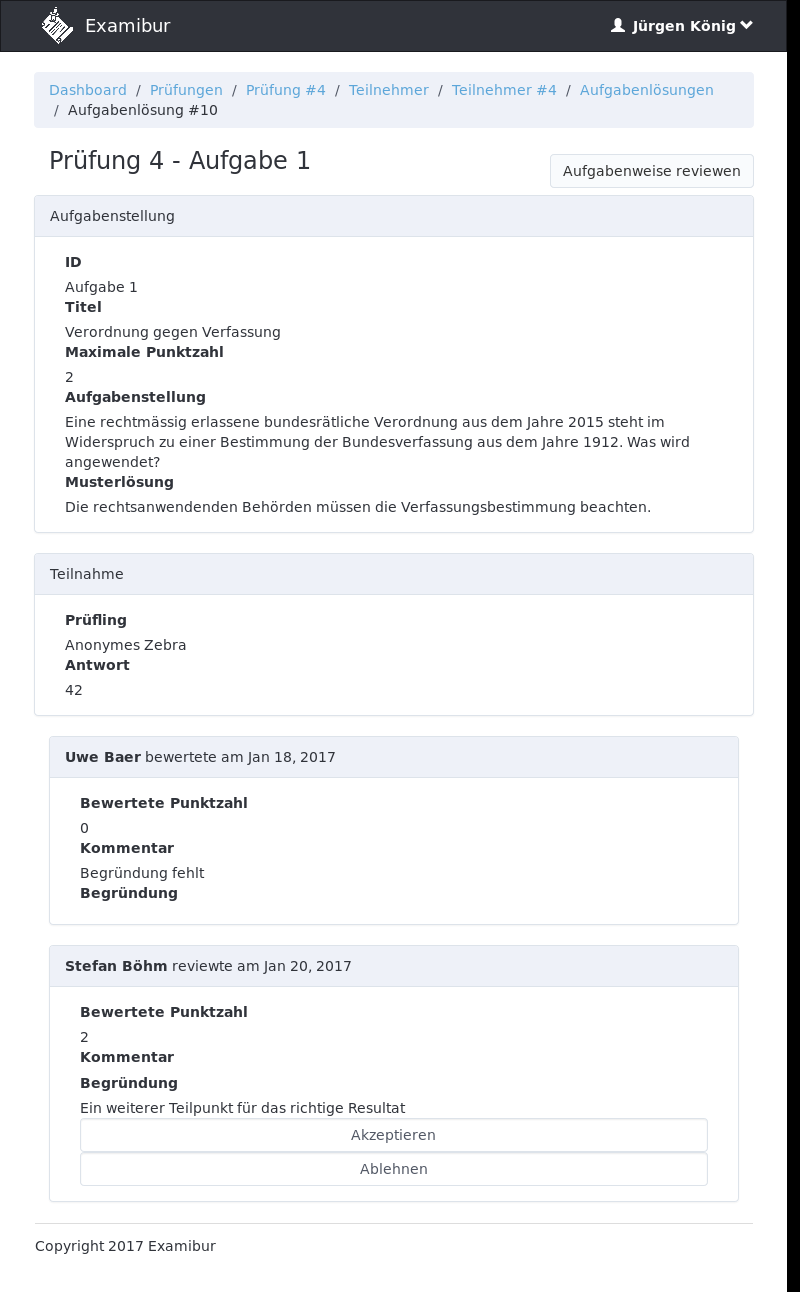 Examibur
Jürgen König
Dashboard / Prüfungen / Prüfung #4 / Teilnehmer / Teilnehmer #4 / Aufgabenlösungen
/ Aufgabenlösung #10
Prüfung 4 - Aufgabe 1
Aufgabenweise reviewen
Aufgabenstellung
ID
Aufgabe 1
Titel
Verordnung gegen Verfassung
Maximale Punktzahl
2
Aufgabenstellung
Eine rechtmässig erlassene bundesrätliche Verordnung aus dem Jahre 2015 steht im
Widerspruch zu einer Bestimmung der Bundesverfassung aus dem Jahre 1912. Was wird
angewendet?
Musterlösung
Die rechtsanwendenden Behörden müssen die Verfassungsbestimmung beachten.
Teilnahme
Prüfling
Anonymes Zebra
Antwort
42
Uwe Baer bewertete am Jan 18, 2017
Bewertete Punktzahl
0
Kommentar
Begründung fehlt
Begründung
Stefan Böhm reviewte am Jan 20, 2017
Bewertete Punktzahl
2
Kommentar
Begründung
Ein weiterer Teilpunkt für das richtige Resultat
Akzeptieren
Ablehnen
Copyright 2017 Examibur